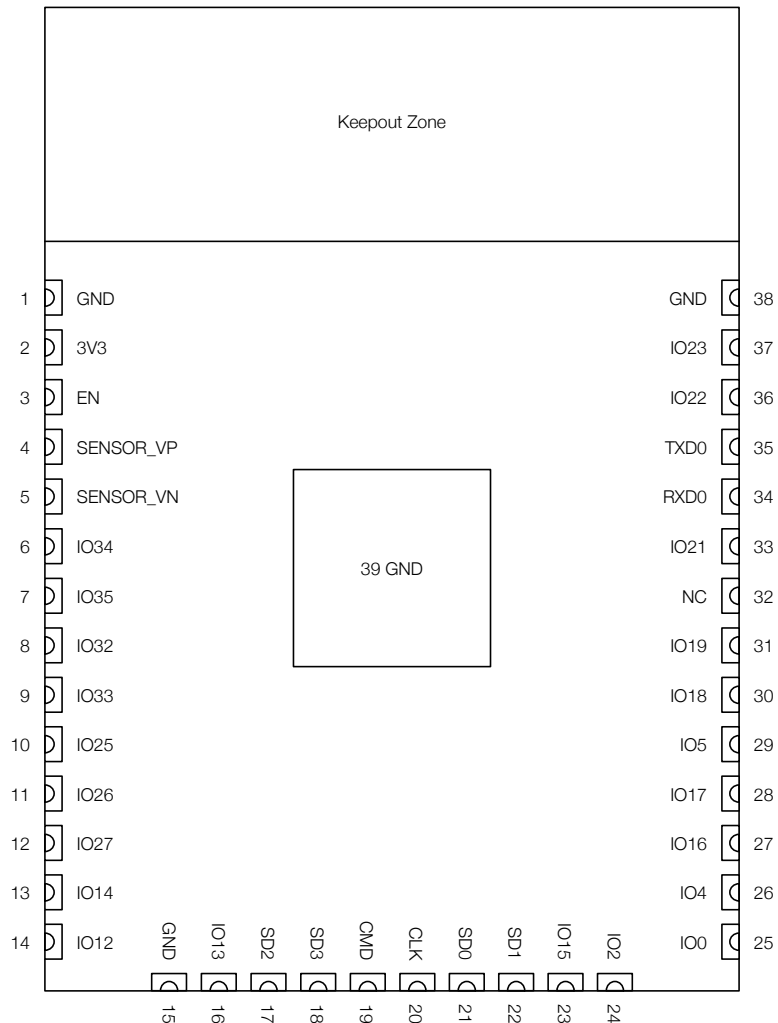 Keepout Zone
1 GND
GND 38
2 3V3
IO23 37
3 EN
IO22 36
4 SENSOR_VP
TXD0 35
5 SENSOR_VN
RXD0 34
6 IO34
IO21 33
39 GND
7 IO35
NC 32
8 IO32
IO19 31
9 IO33
IO18 30
10 IO25
IO5 29
11 IO26
IO17 28
12 IO27
IO16 27
13 IO14
IO4 26
14 IO12
IO0 25
GND 15
IO13 16
SD2 17
SD3 18
CMD 19
CLK 20
SD0 21
SD1 22
IO15 23
IO2 24